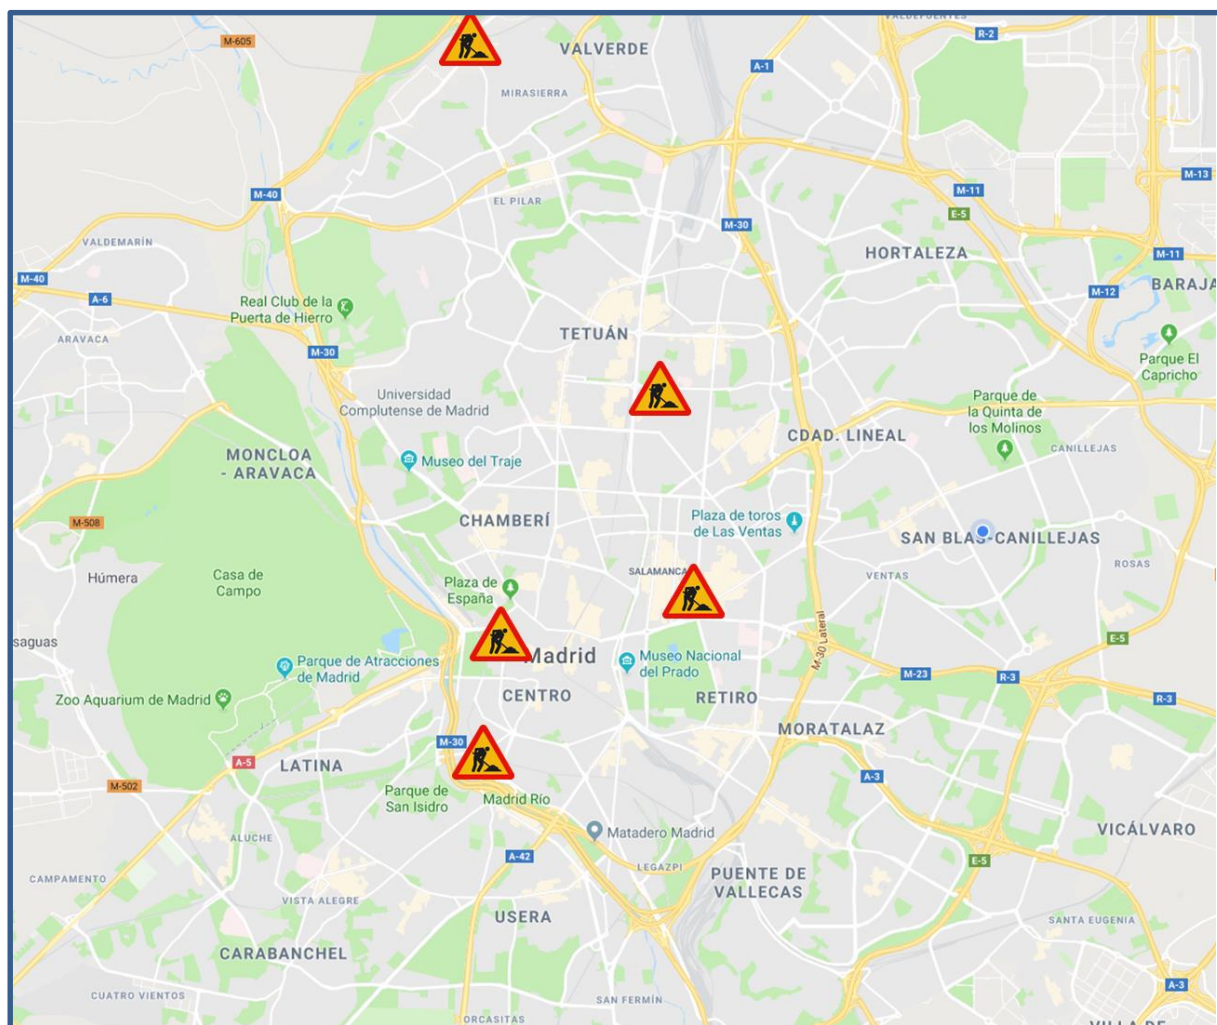 VALDEFUENTES
M-605
R-2
VALVERDE
A-1
MIRASIERRA
M-13
M-11
M-40
EL PILAR
E-5
M-30
VALDEMARÍN
HORTALEZA
M-11
M-40
BARAJA
A-6
M-12
Real Club de la
Puerta de Hierro
TETUÁN
ARAVACA
M-30
Parque El
Capricho
Universidad
Complutense de Madrid
Parque de
la Quinta de
los Molinos
CDAD. LINEAL
CANILLEJAS
MONCLOA
- ARAVACA
Museo del Traje
M-508
CHAMBERÍ
Plaza de toros
de Las Ventas
SAN BLAS-CANILLEJAS
ROSAS
Húmera
Casa de
Campo
SALAMANCA
VENTAS
Plaza de
España
M-30 Lateral
saguas
E-5
Madrid
Parque de Atracciones
de Madrid
Museo Nacional
del Prado
M-23
R-3
R-3
Zoo Aquarium de Madrid
CENTRO
RETIRO
MORATALAZ
M-30
A-5
LATINA
A-3
M-502
Parque de
San Isidro
Madrid Río
VICÁLVARO
ALUCHE
Matadero Madrid
A-42
LEGAZPI
E-5
PUENTE DE
VALLECAS
CAMPAMENTO
VISTA ALEGRE
USERA
SANTA EUGENIA
CARABANCHEL
A-3
CUATRO VIENTOS
SAN FERMÍN
ORCASITAS
VILLA DE